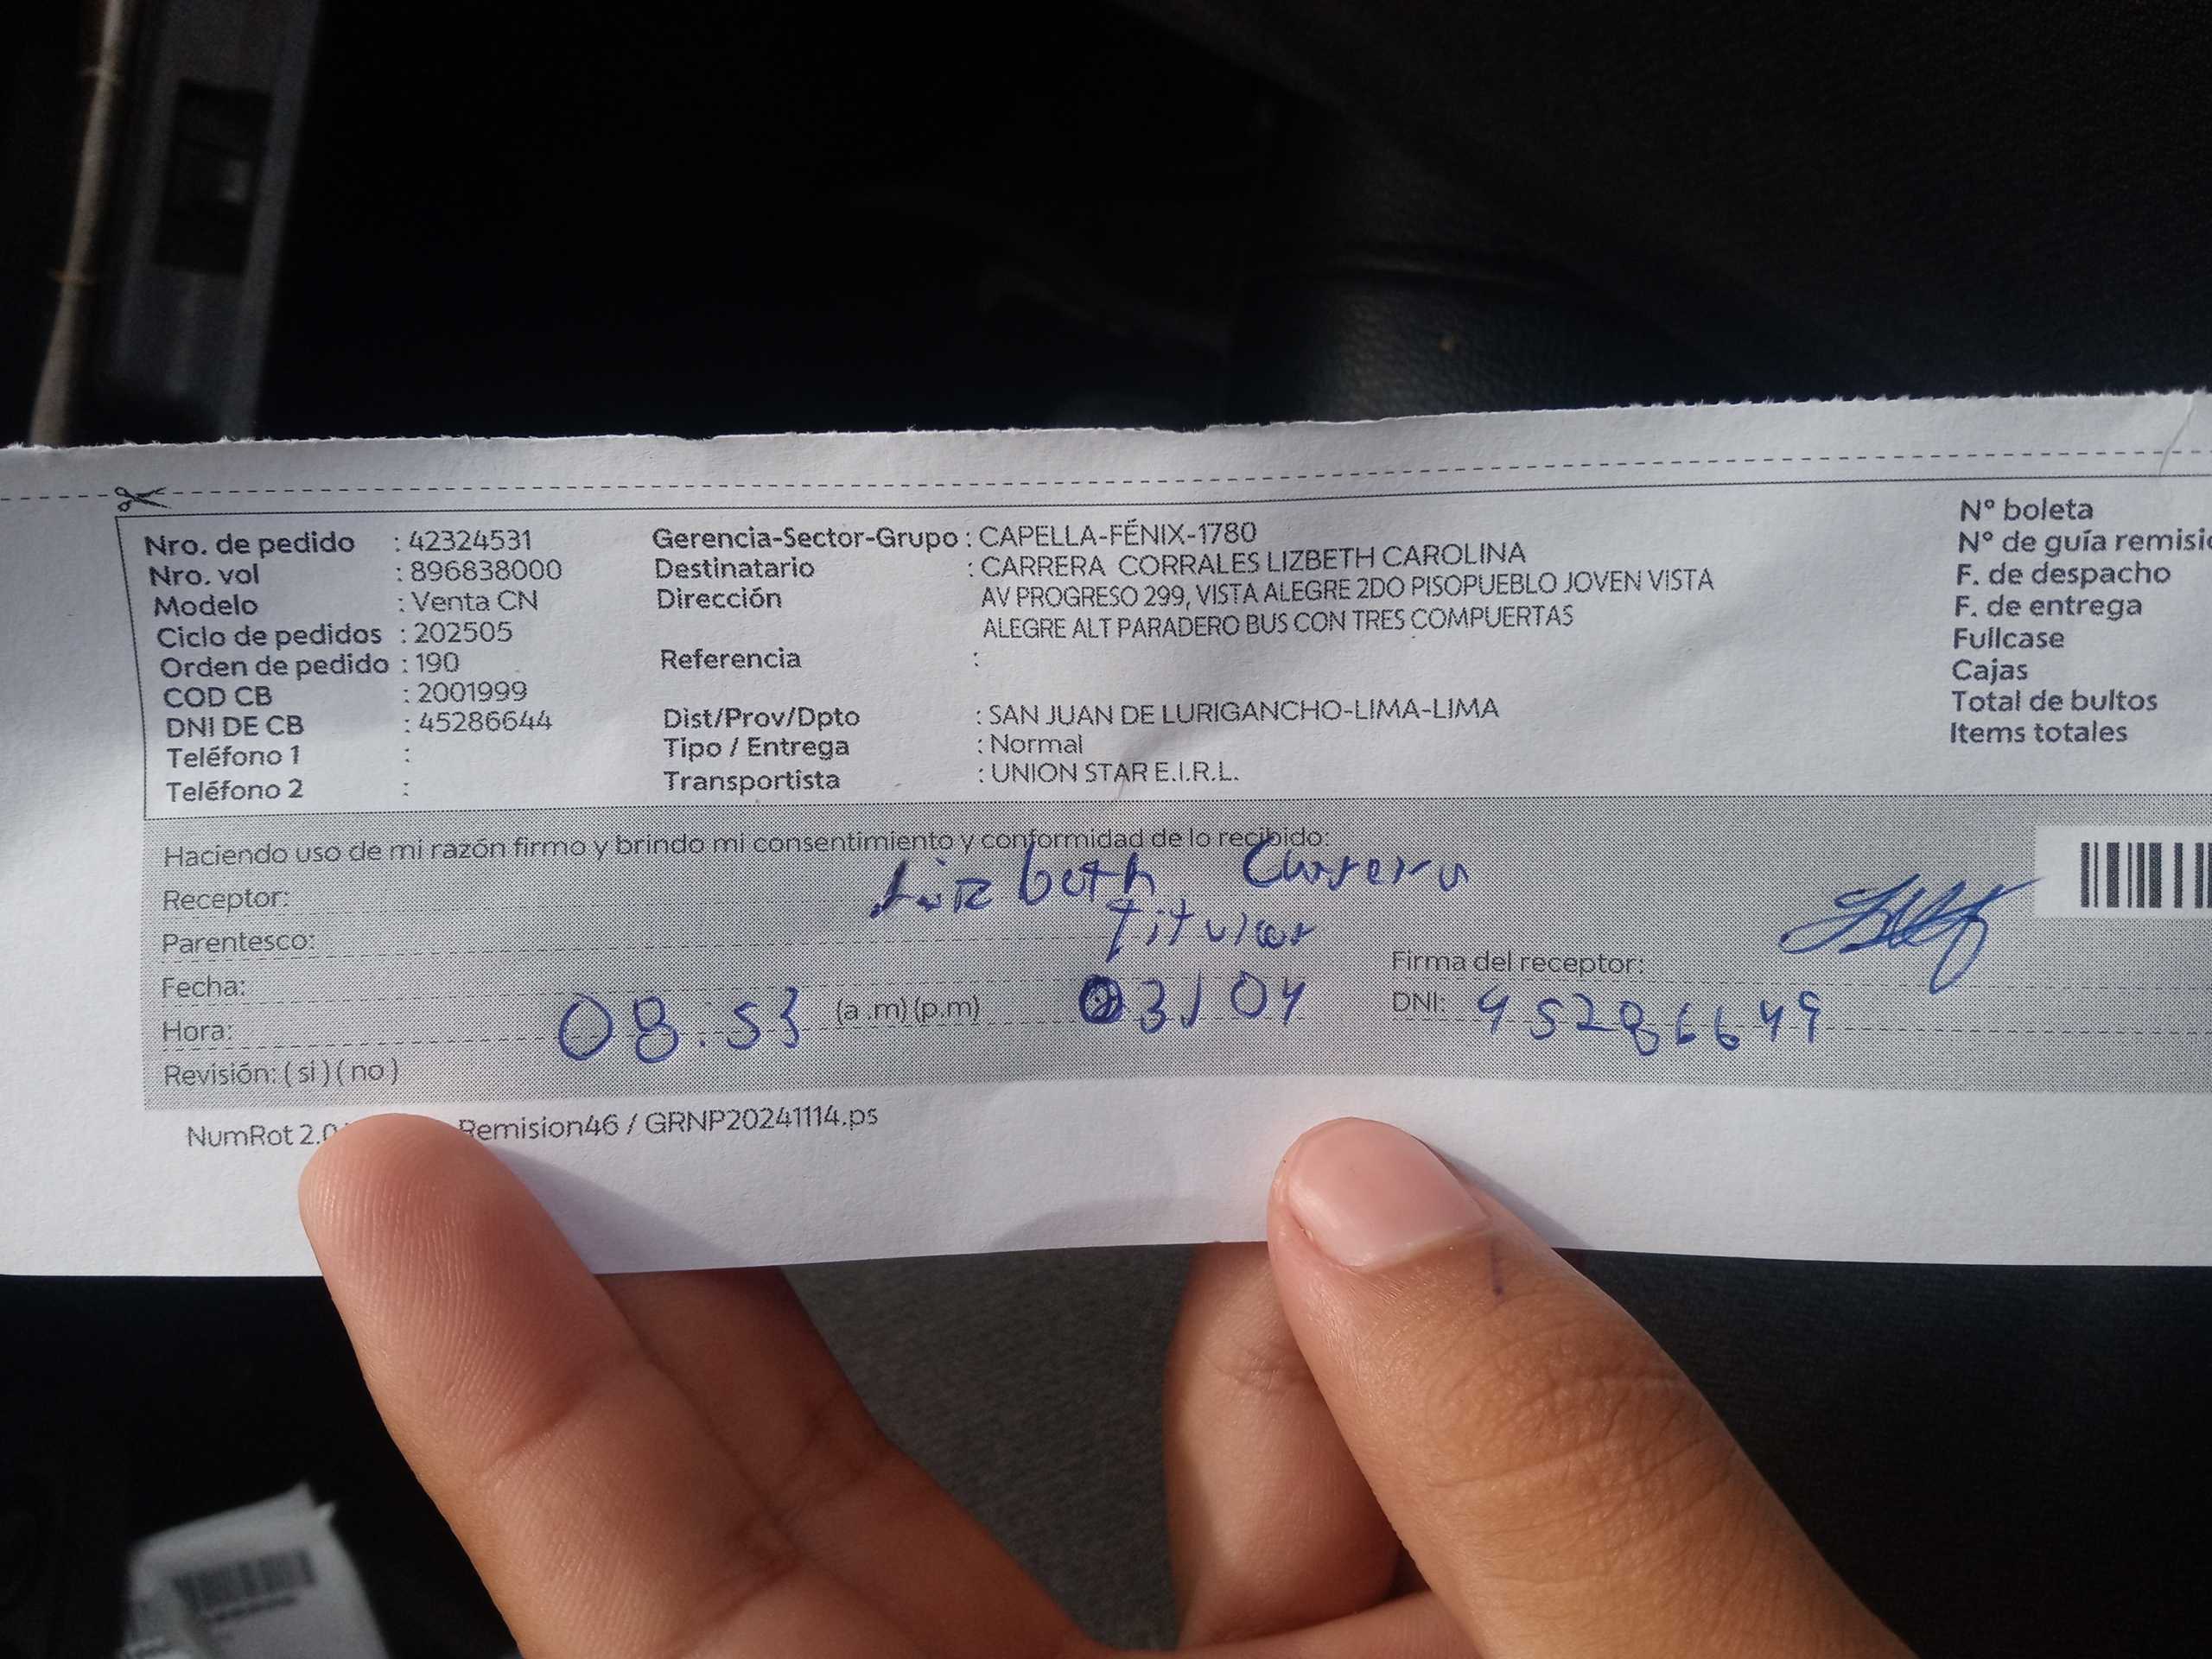 Nro. de pedido : 42324531
Nro. vol : 896838000
Modelo : Venta CN
Ciclo de pedidos : 202505
Orden de pedido : 190
COD CB : 2001999
DNI DE CB : 45286644
Teléfono 1 :
Teléfono 2 :
Gerencia-Sector-Grupo : CAPELLA-FÉNIX-1780
Destinatario : CARRERA CORRALES LIZBETH CAROLINA
Dirección AV PROGRESO 299, VISTA ALEGRE 2DO PISOPUEBLO JOVEN VISTA
ALEGRE ALT PARADERO BUS CON TRES COMPUERTAS
Referencia :
Dist/Prov/Dpto : SAN JUAN DE LURIGANCHO-LIMA-LIMA
Tipo / Entrega : Normal
Transportista : UNION STAR E.I.R.L.
N° boleta
N° de guía remisi
F. de despacho
F. de entrega
Fullcase
Cajas
Total de bultos
Items totales
Haciendo uso de mi razón firmo y brindo mi consentimiento y conformidad de lo recibido:
Receptor: Lizbeth Carrera
Parentesco: titular
Fecha: 03/04
Hora: 08:53 (a.m)(p.m)
Revisión: ( si ) ( no )
Firma del receptor:
DNI: 45286649
NumRot 2.0 Remision46 / GRNP20241114.ps